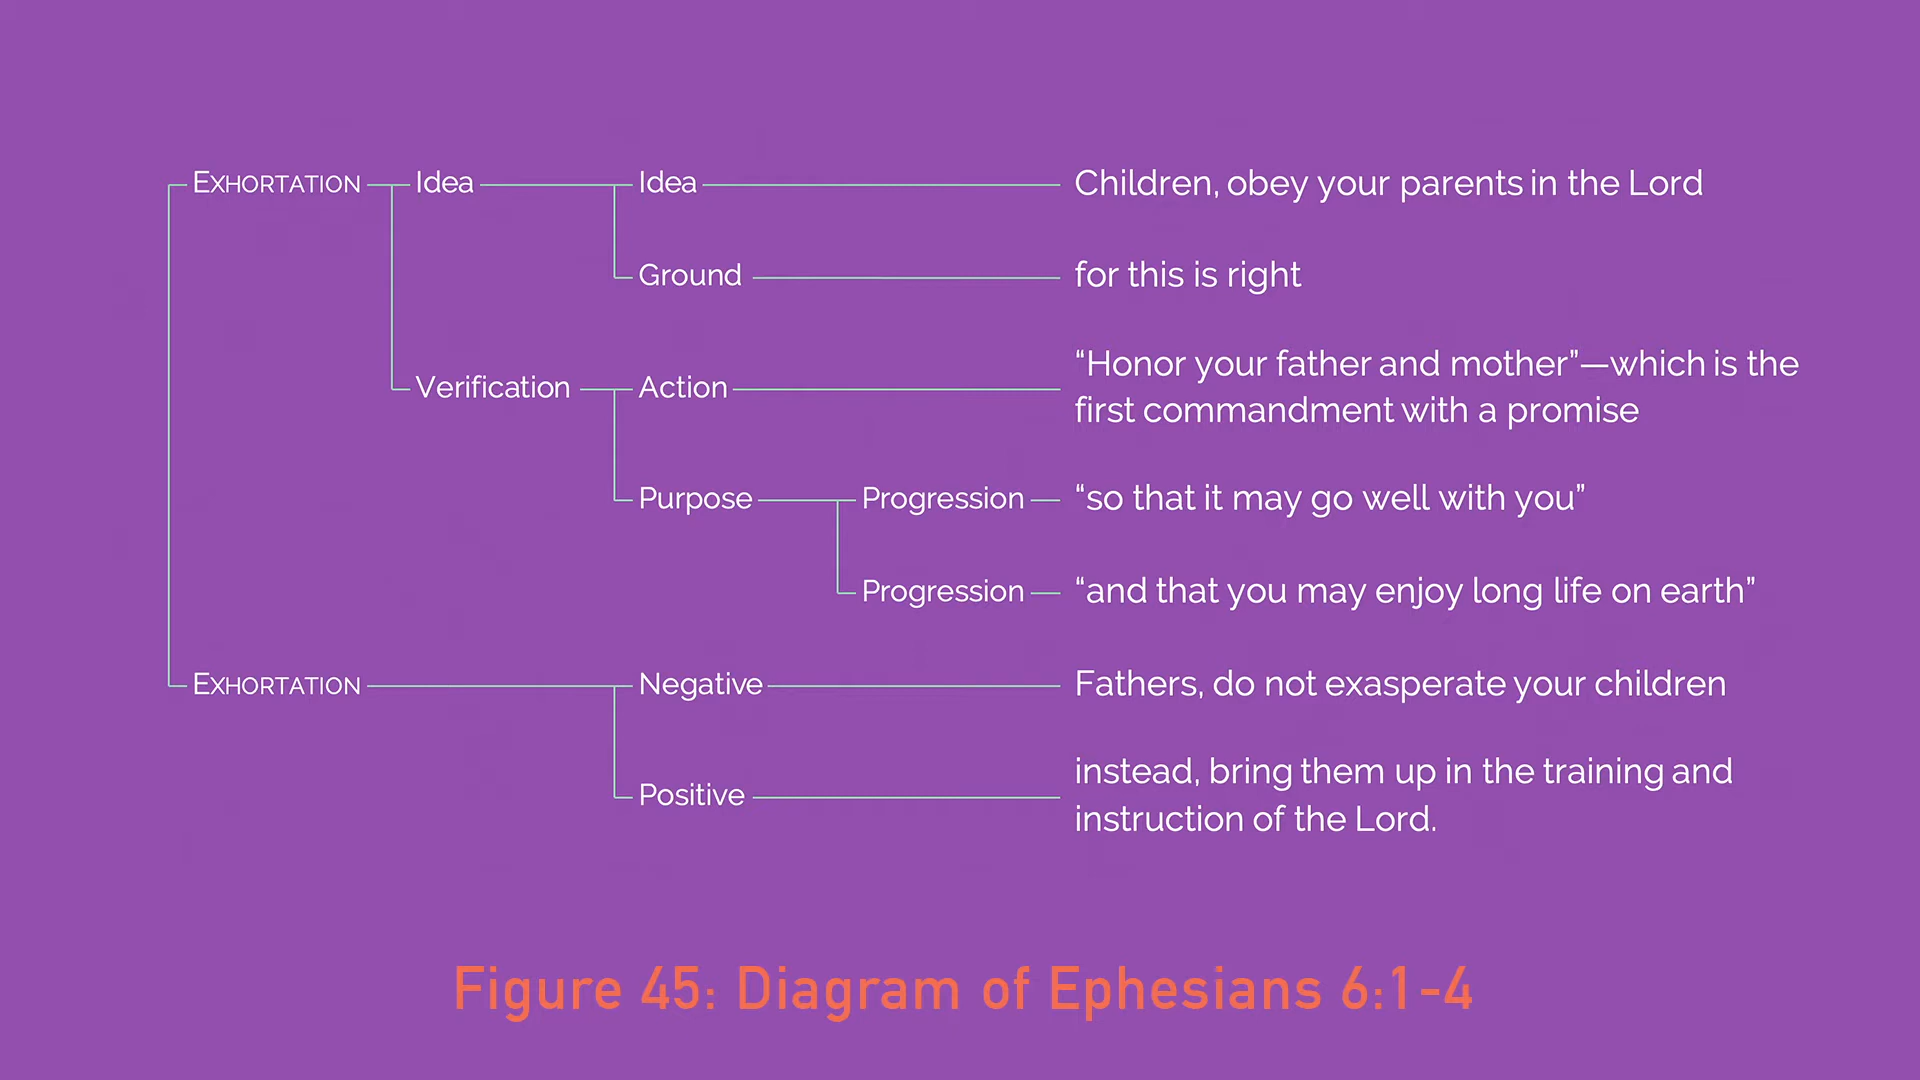 EXHORTATION Idea Idea Children, obey your parents in the Lord
Ground for this is right
Verification Action “Honor your father and mother”—which is the
first commandment with a promise
Purpose Progression “so that it may go well with you”
Progression “and that you may enjoy long life on earth”
EXHORTATION Negative Fathers, do not exasperate your children
Positive instead, bring them up in the training and
instruction of the Lord.
Figure 45: Diagram of Ephesians 6:1-4